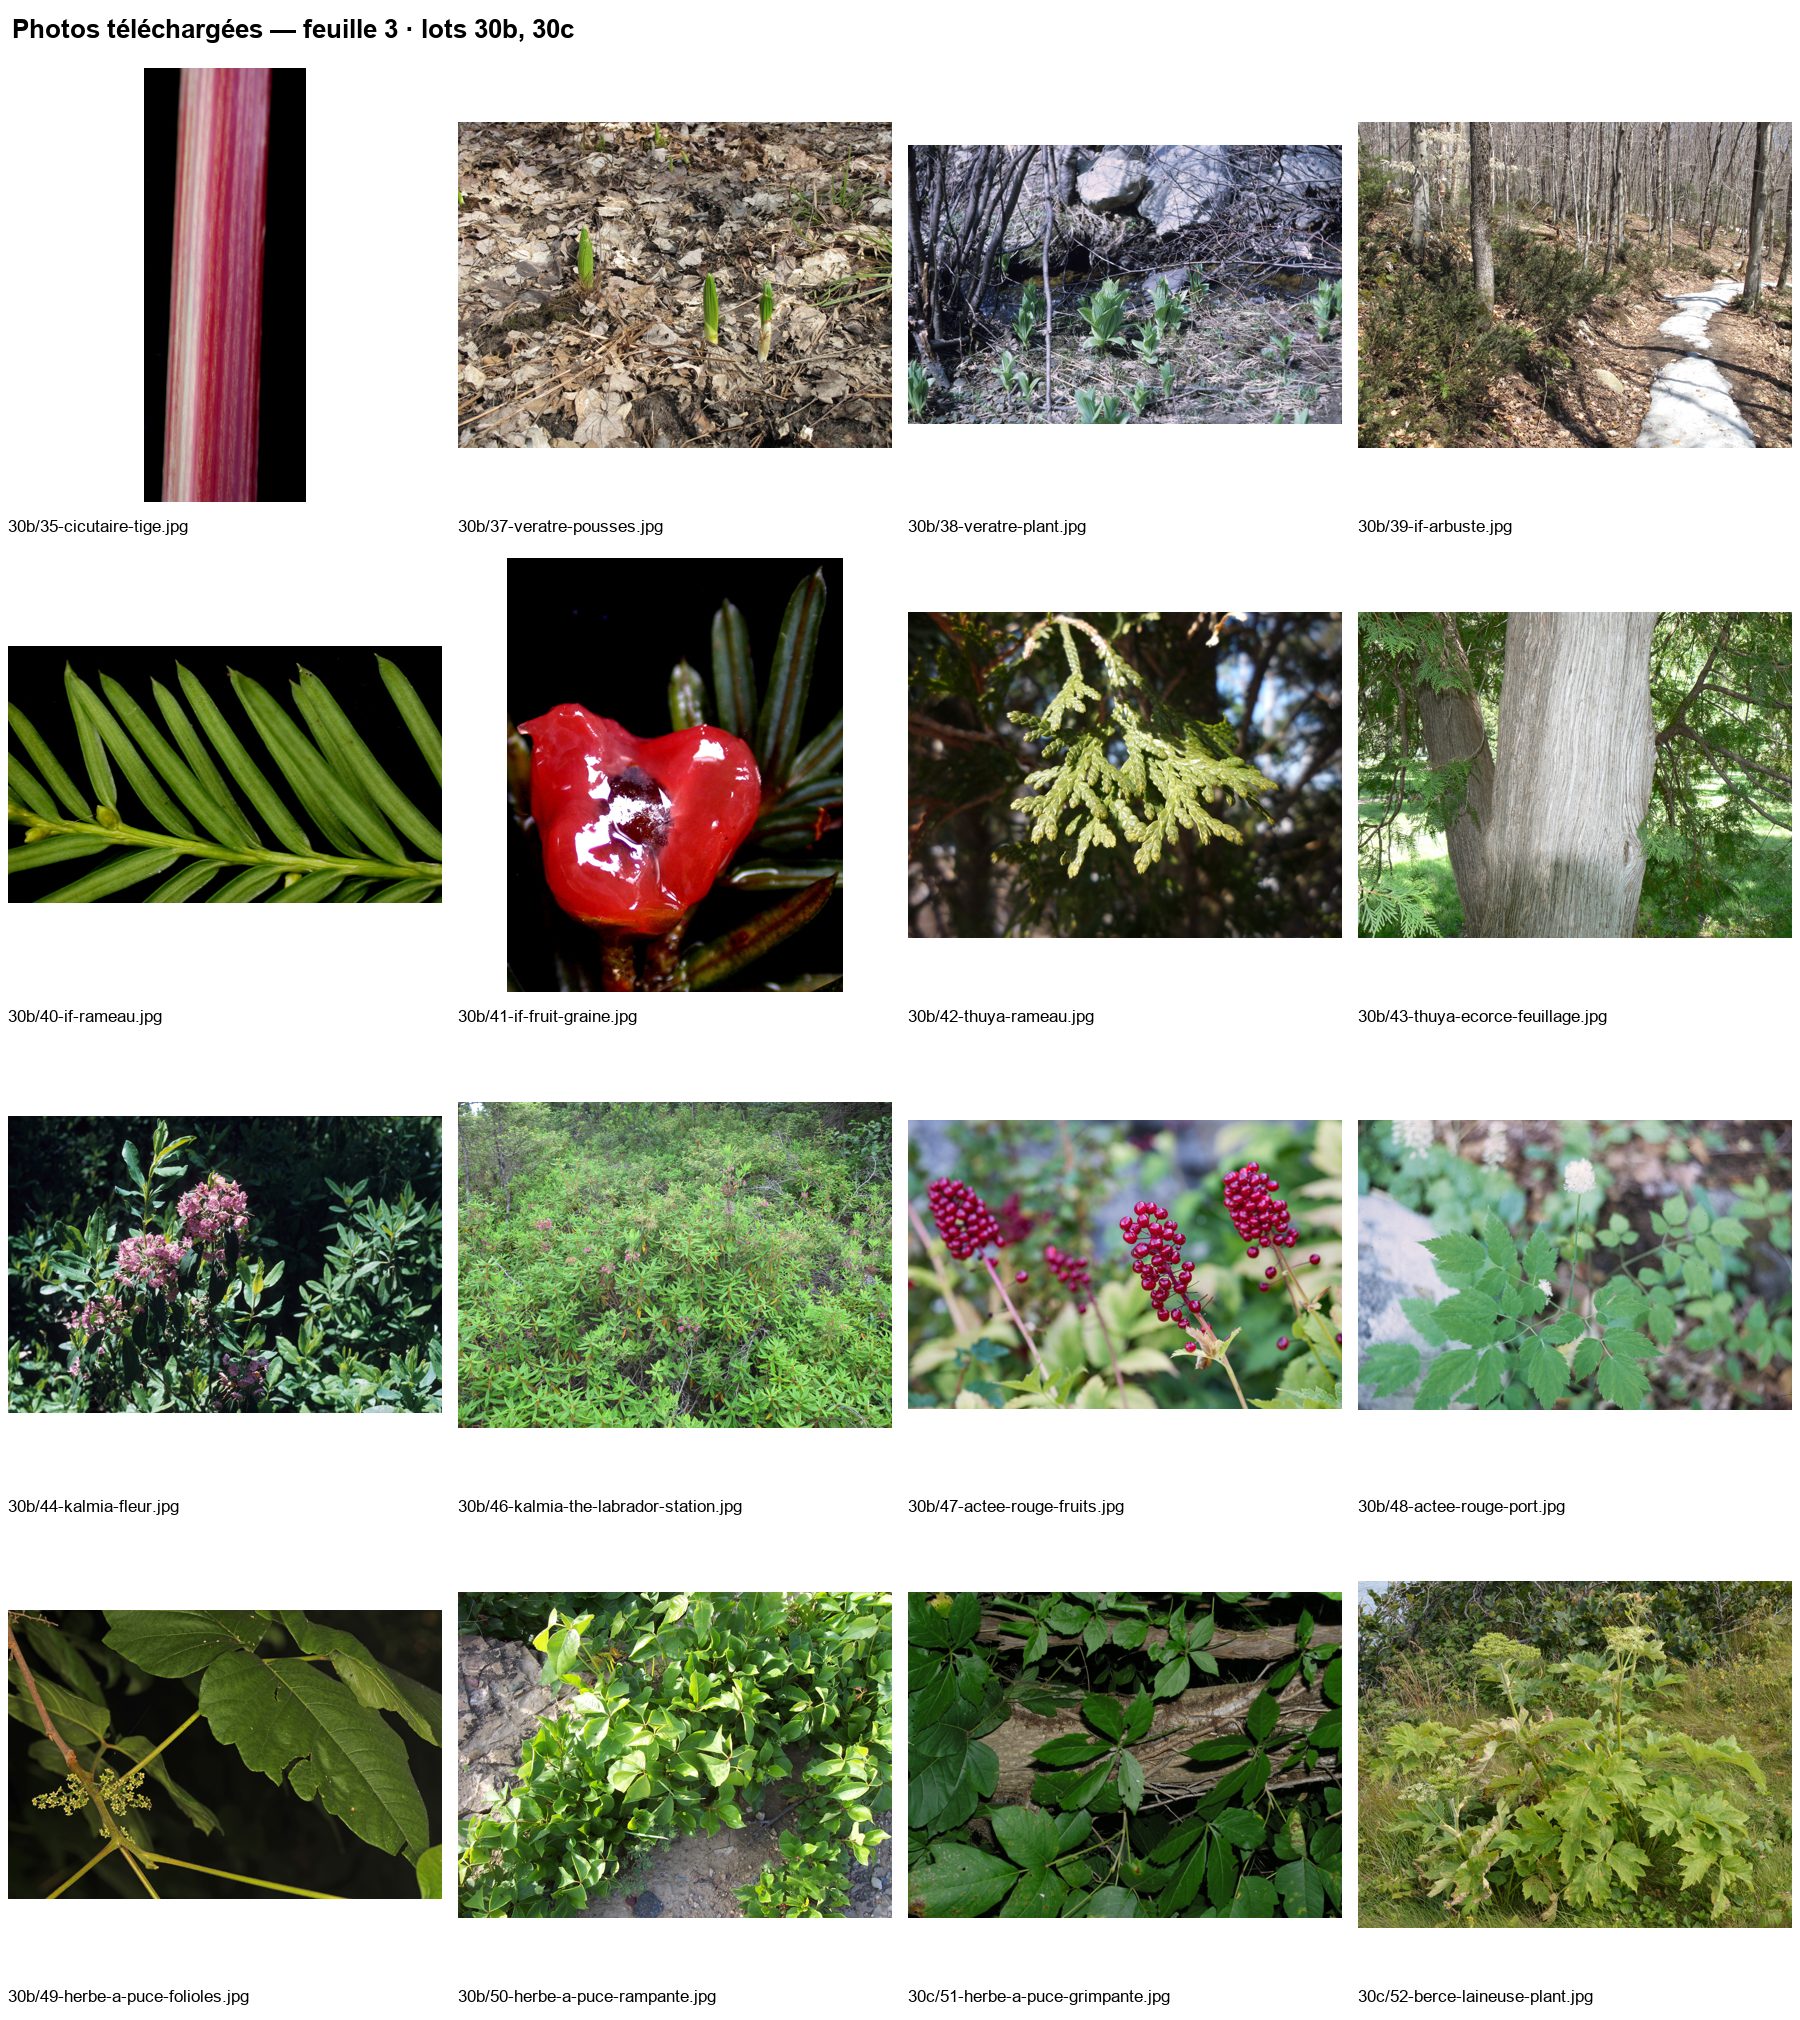 Photos téléchargées — feuille 3 · lots 30b, 30c
30b/35-cicutaire-tige.jpg
30b/37-veratre-pousses.jpg
30b/38-veratre-plant.jpg
30b/39-if-arbuste.jpg
30b/40-if-rameau.jpg
30b/41-if-fruit-graine.jpg
30b/42-thuya-rameau.jpg
30b/43-thuya-ecorce-feuillage.jpg
30b/44-kalmia-fleur.jpg
30b/46-kalmia-the-labrador-station.jpg
30b/47-actee-rouge-fruits.jpg
30b/48-actee-rouge-port.jpg
30b/49-herbe-a-puce-folioles.jpg
30b/50-herbe-a-puce-rampante.jpg
30c/51-herbe-a-puce-grimpante.jpg
30c/52-berce-laineuse-plant.jpg